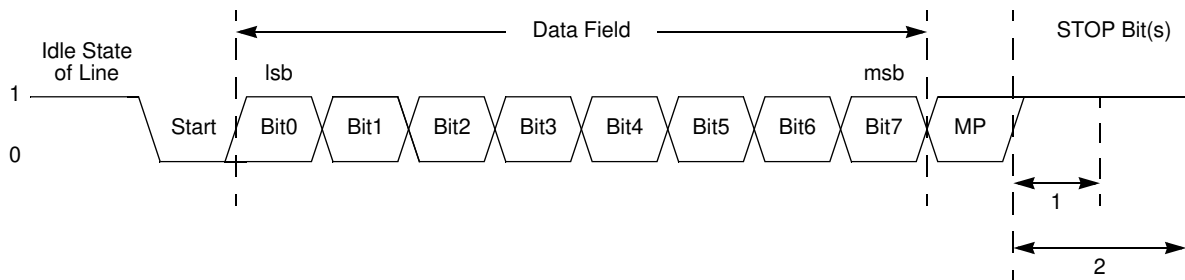 Data Field
STOP Bit(s)
Idle State
of Line
lsb
msb
1
Start
Bit0
Bit1
Bit2
Bit3
Bit4
Bit5
Bit6
Bit7
MP
0
1
2